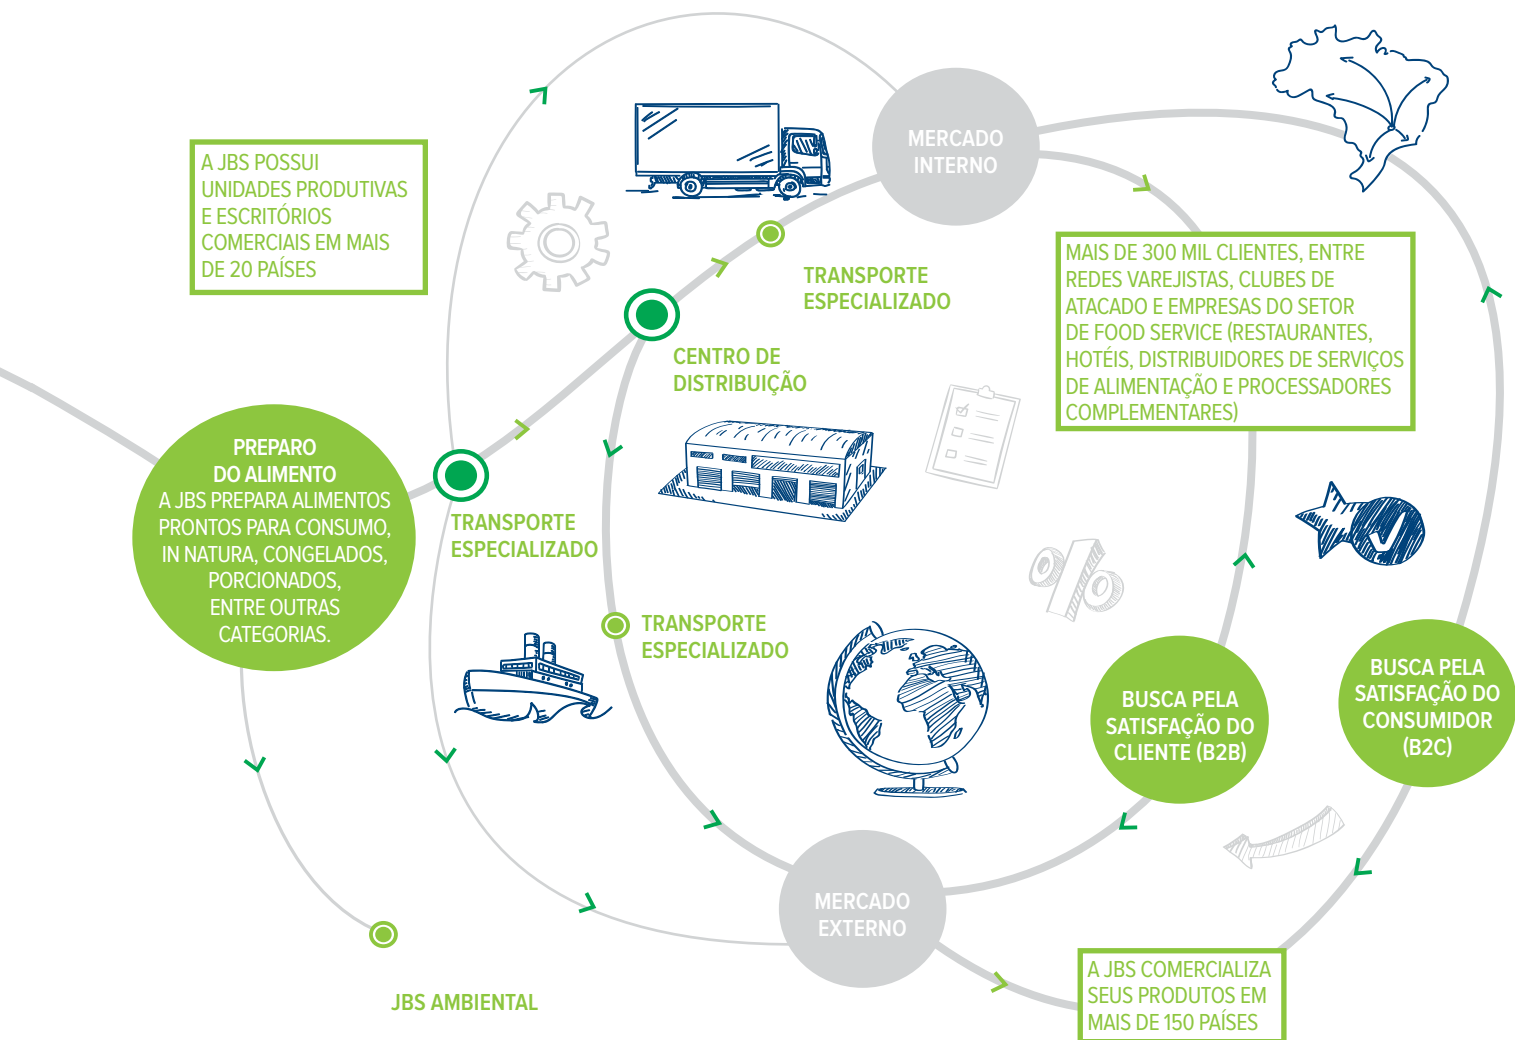 MERCADO
INTERNO
A JBS POSSUI
UNIDADES PRODUTIVAS
E ESCRITÓRIOS
COMERCIAIS EM MAIS
DE 20 PAÍSES
TRANSPORTE
ESPECIALIZADO
MAIS DE 300 MIL CLIENTES, ENTRE
REDES VAREJISTAS, CLUBES DE
ATACADO E EMPRESAS DO SETOR
DE FOOD SERVICE (RESTAURANTES,
HOTÉIS, DISTRIBUIDORES DE SERVIÇOS
DE ALIMENTAÇÃO E PROCESSADORES
COMPLEMENTARES)
CENTRO DE
DISTRIBUIÇÃO
PREPARO
DO ALIMENTO
A JBS PREPARA ALIMENTOS
PRONTOS PARA CONSUMO,
IN NATURA, CONGELADOS,
PORCIONADOS,
ENTRE OUTRAS
CATEGORIAS.
TRANSPORTE
ESPECIALIZADO
TRANSPORTE
ESPECIALIZADO
BUSCA PELA
SATISFAÇÃO DO
CLIENTE (B2B)
BUSCA PELA
SATISFAÇÃO DO
CONSUMIDOR
(B2C)
MERCADO
EXTERNO
JBS AMBIENTAL
A JBS COMERCIALIZA
SEUS PRODUTOS EM
MAIS DE 150 PAÍSES